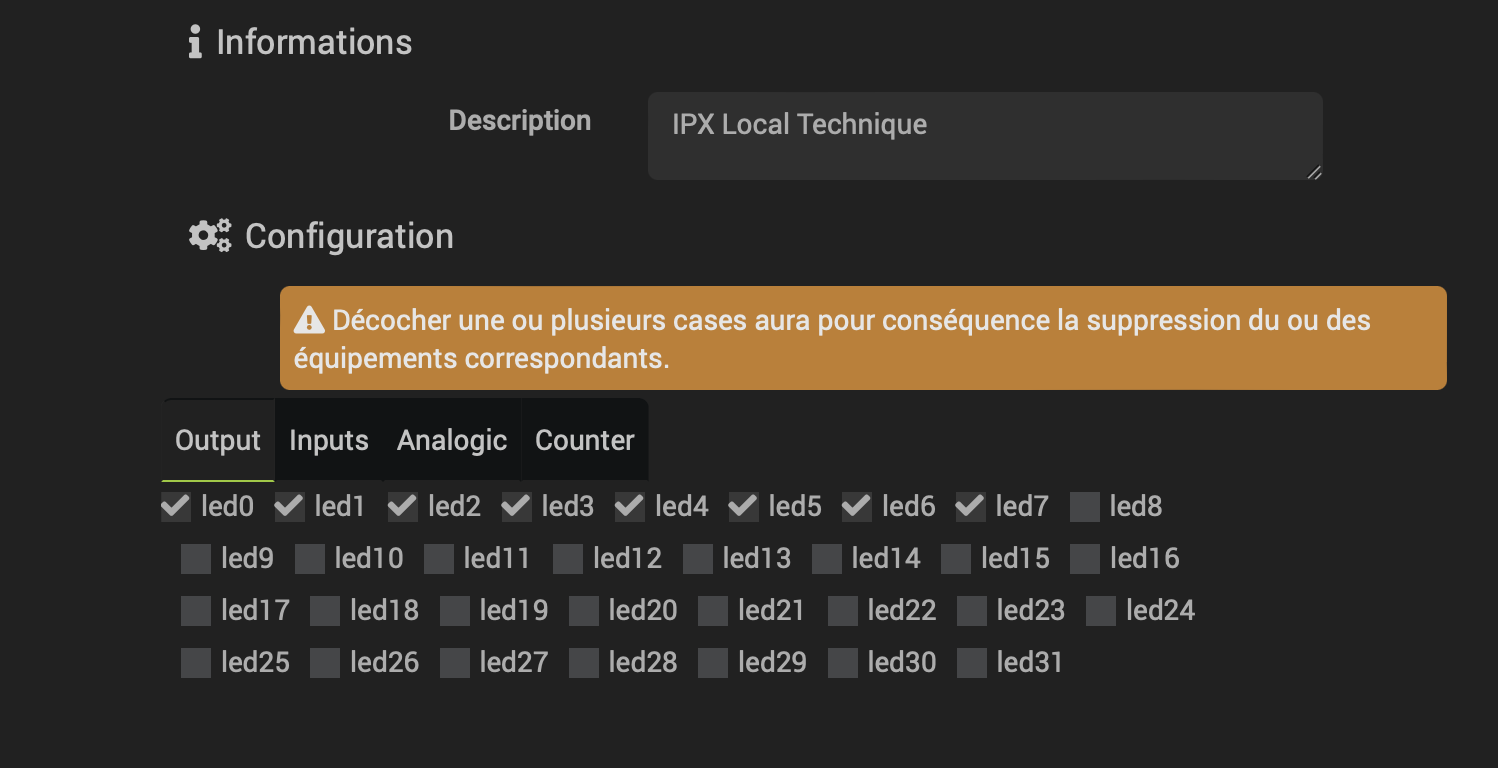 Informations
Description
IPX Local Technique
Configuration
Décocher une ou plusieurs cases aura pour conséquence la suppression du ou des
équipements correspondants.
Output Inputs Analogic Counter
led0 led1 led2 led3 led4 led5 led6 led7 led8
led9 led10 led11 led12 led13 led14 led15 led16
led17 led18 led19 led20 led21 led22 led23 led24
led25 led26 led27 led28 led29 led30 led31